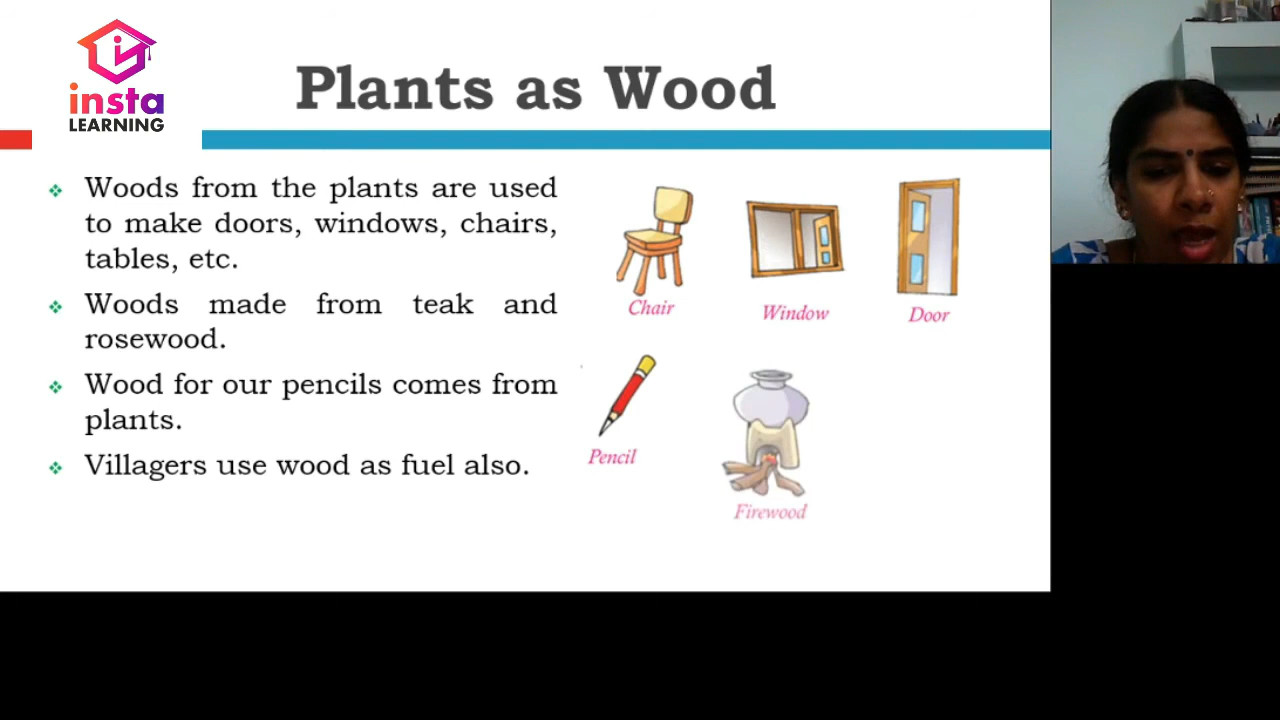 insta
LEARNING
Plants as Wood
Woods from the plants are used
to make doors, windows, chairs,
tables, etc.
Woods made from teak and
rosewood.
Wood for our pencils comes from
plants.
Villagers use wood as fuel also.
Chair
Window
Door
Pencil
Firewood